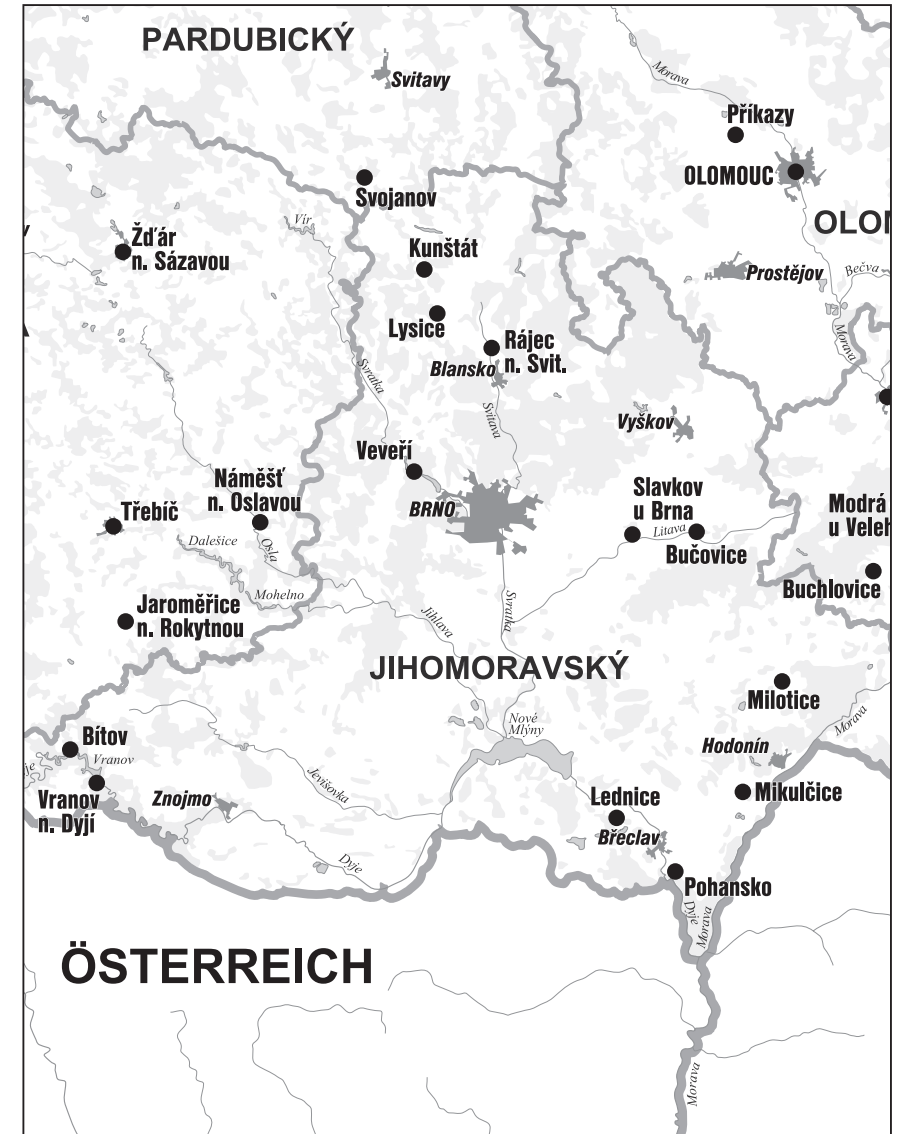 PARDUBICKÝ
Svitavy
Morava
Příkazy
OLOMOUC
Svojanov
Vír
OLOM
Žďár
n. Sázavou
Kunštát
Prostějov
Bečva
Lysice
Rájec
n. Svit.
Blansko
Morava
Svratka
Svitava
Vyškov
Veveří
Náměšť
n. Oslavou
BRNO
Slavkov
u Brna
Litava
Bučovice
Modrá
u Veleh
Třebíč
Dalešice
Osla
Mohelno
Buchlovice
Jaroměřice
n. Rokytnou
Jihlava
Svratka
JIHOMORAVSKÝ
Milotice
Morava
Nové
Mlýny
Hodonín
Bítov
Vranov
Dyje
Vranov
n. Dyjí
Znojmo
Jevišovka
Lednice
Mikulčice
Břeclav
Dyje
Pohansko
Dyje
Morava
ÖSTERREICH
Morava